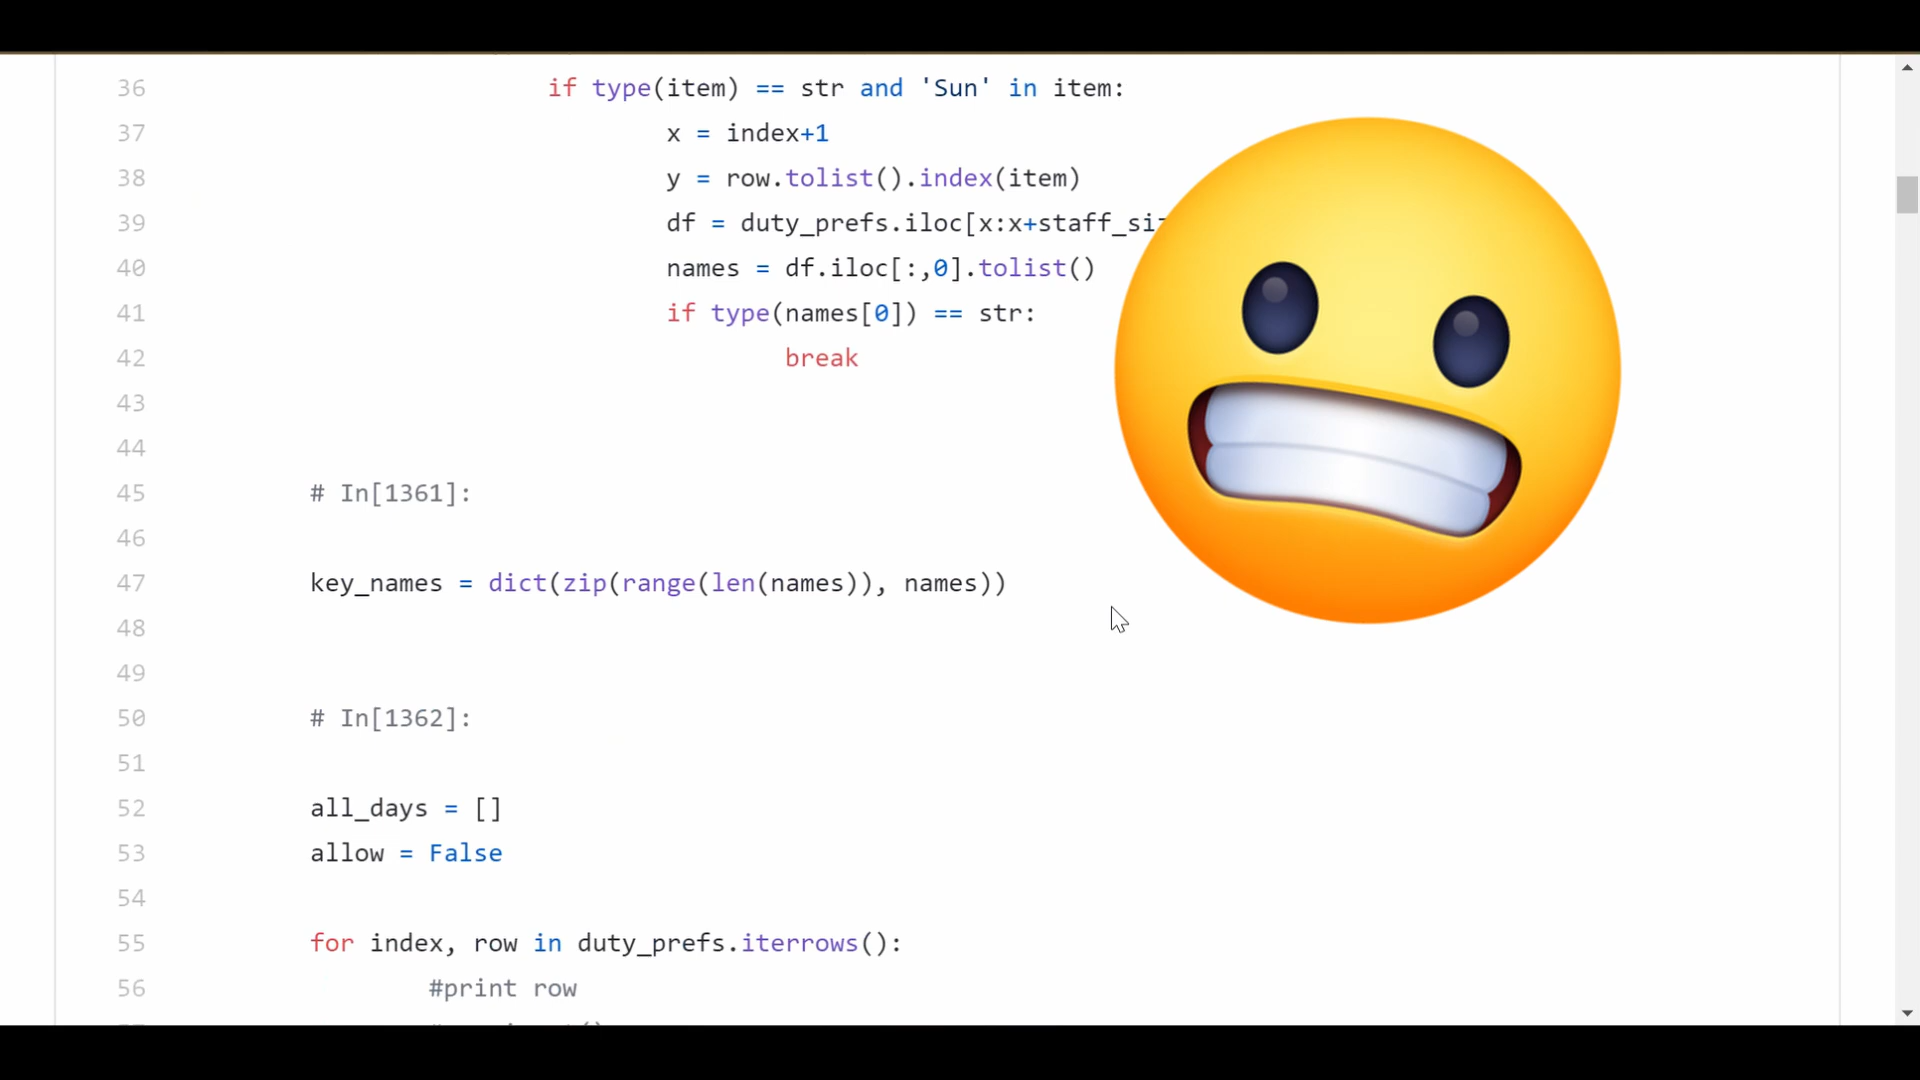 36 if type(item) == str and 'Sun' in item:
37 x = index+1
38 y = row.tolist().index(item)
39 df = duty_prefs.iloc[x:x+staff_si
40 names = df.iloc[:,0].tolist()
41 if type(names[0]) == str:
42 break
43
44
45 # In[1361]:
46
47 key_names = dict(zip(range(len(names)), names))
48
49
50 # In[1362]:
51
52 all_days = []
53 allow = False
54
55 for index, row in duty_prefs.iterrows():
56 #print row